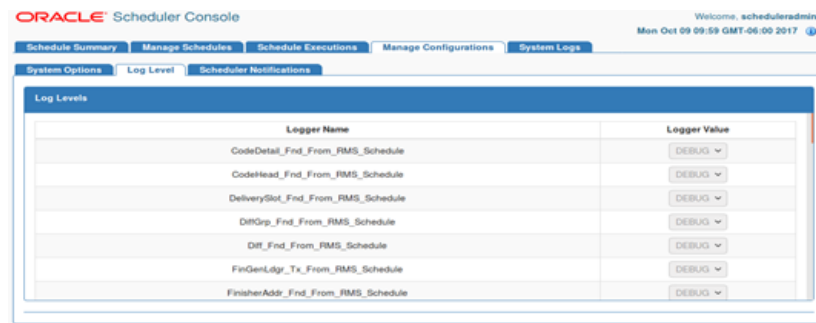 ORACLE Scheduler Console
Welcome, scheduleradmin
Mon Oct 09 09:59 GMT-06:00 2017
Schedule Summary Manage Schedules Schedule Executions Manage Configurations System Logs
System Options Log Level Scheduler Notifications
Log Levels
Logger Name Logger Value
CodeDetail_Fnd_From_RMS_Schedule DEBUG
CodeHead_Fnd_From_RMS_Schedule DEBUG
DeliverySlot_Fnd_From_RMS_Schedule DEBUG
DiffGrp_Fnd_From_RMS_Schedule DEBUG
Diff_Fnd_From_RMS_Schedule DEBUG
FinGenLdgr_Tx_From_RMS_Schedule DEBUG
FinisherAddr_Fnd_From_RMS_Schedule DEBUG